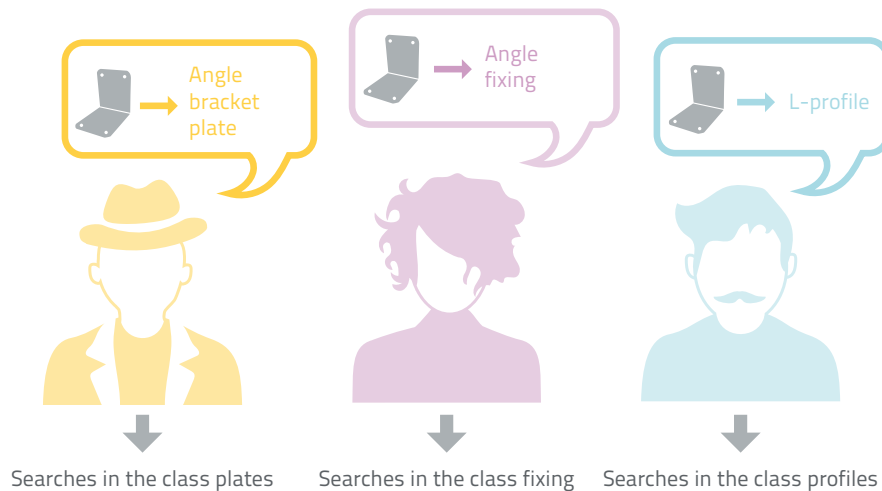 Angle
bracket
plate
Angle
fixing
L-profile
Searches in the class plates
Searches in the class fixing
Searches in the class profiles